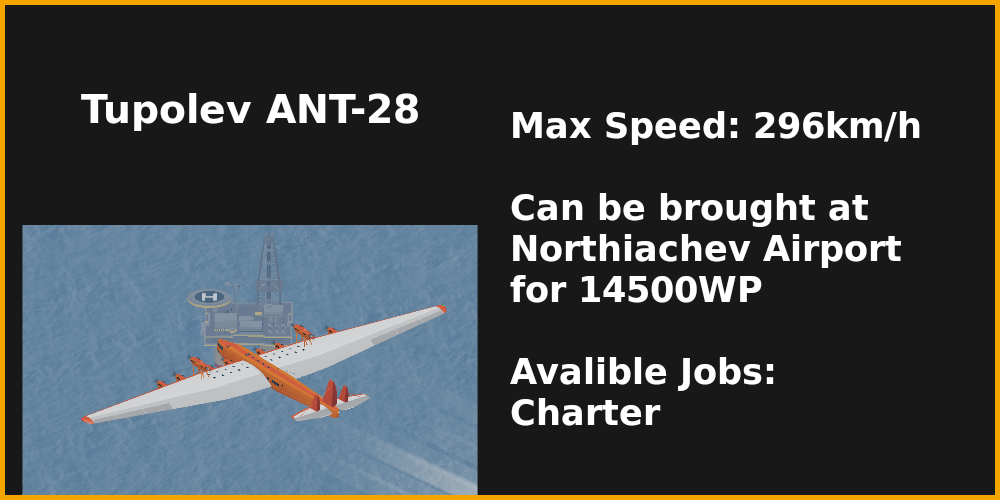 Tupolev ANT-28
Max Speed: 296km/h
Can be brought at
Northiachev Airport
for 14500WP
Avalible Jobs:
Charter
H